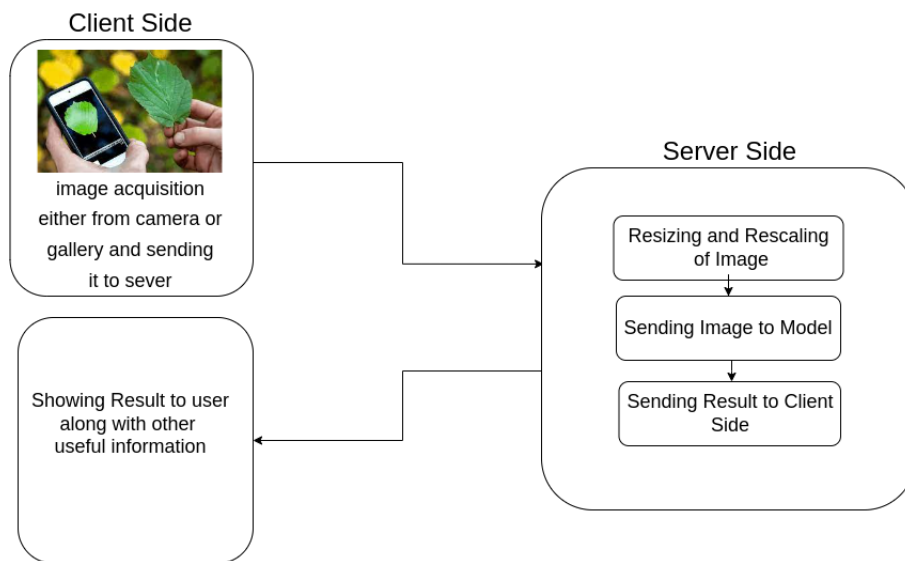 Client Side
image acquisition
either from camera or
gallery and sending
it to sever
Server Side
Resizing and Rescaling
of Image
Sending Image to Model
Sending Result to Client
Side
Showing Result to user
along with other
useful information